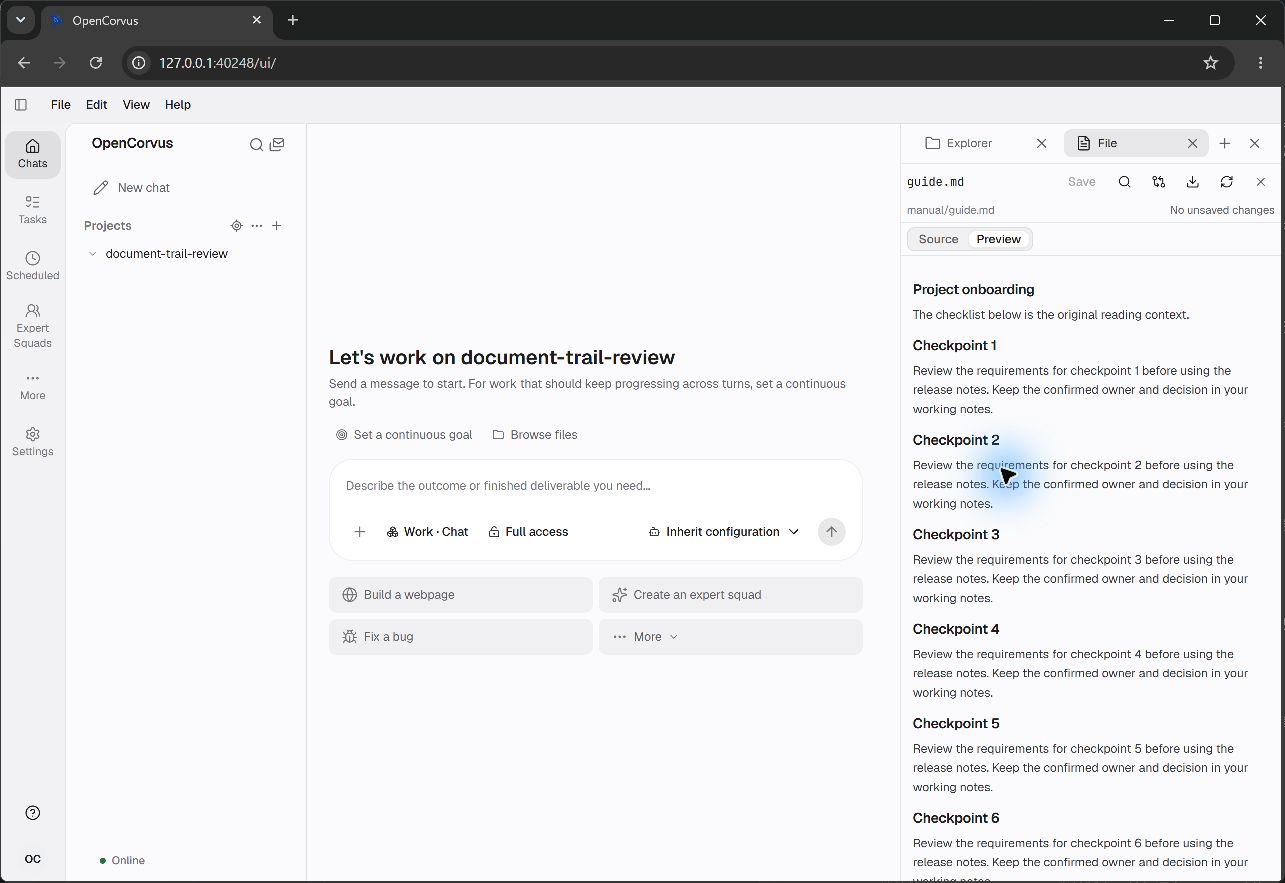 OpenCorvus
127.0.0.1:40248/ui/
File Edit View Help
Chats
Tasks
Scheduled
Expert
Squads
More
Settings
OC
OpenCorvus
New chat
Projects
document-trail-review
Online
Let's work on document-trail-review
Send a message to start. For work that should keep progressing across turns, set a continuous
goal.
Set a continuous goal Browse files
Describe the outcome or finished deliverable you need...
Work · Chat Full access Inherit configuration
Build a webpage Create an expert squad
Fix a bug More
Explorer File
guide.md Save
manual/guide.md No unsaved changes
Source Preview
Project onboarding
The checklist below is the original reading context.
Checkpoint 1
Review the requirements for checkpoint 1 before using the
release notes. Keep the confirmed owner and decision in your
working notes.
Checkpoint 2
Review the requirements for checkpoint 2 before using the
release notes. Keep the confirmed owner and decision in your
working notes.
Checkpoint 3
Review the requirements for checkpoint 3 before using the
release notes. Keep the confirmed owner and decision in your
working notes.
Checkpoint 4
Review the requirements for checkpoint 4 before using the
release notes. Keep the confirmed owner and decision in your
working notes.
Checkpoint 5
Review the requirements for checkpoint 5 before using the
release notes. Keep the confirmed owner and decision in your
working notes.
Checkpoint 6
Review the requirements for checkpoint 6 before using the
release notes. Keep the confirmed owner and decision in your
working notes.